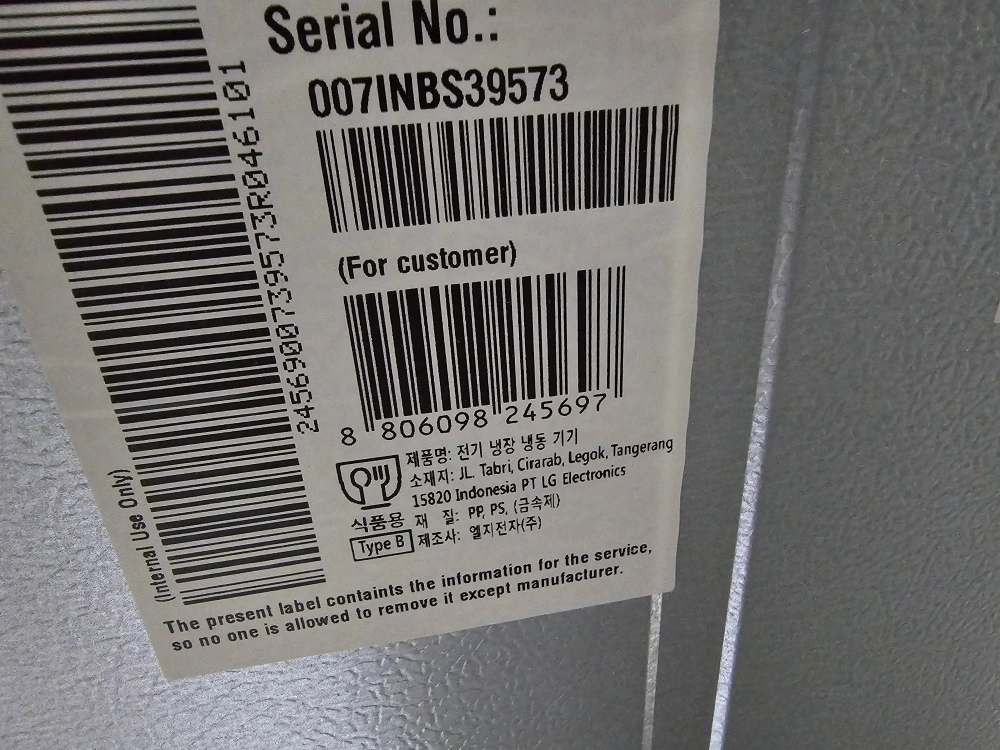 Serial No.:
007INBS39573
(For customer)
8 806098 245697
제품명: 전기 냉장 냉동 기기
소재지: JL. Tabri, Cirarab, Legok, Tangerang
15820 Indonesia PT LG Electronics
식품용 재 질: PP, PS, (금속제)
Type B 제조사: 엘지전자(주)
The present label containts the information for the service,
so no one is allowed to remove it except manufacturer.
(Internal Use Only)
2456900739573R046101